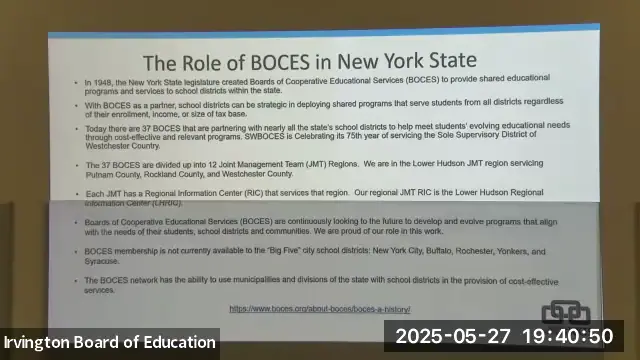 The Role of BOCES in New York State
• In 1948, the New York State legislature created Boards of Cooperative Educational Services (BOCES) to provide shared educational
programs and services to school districts within the state.
• With BOCES as a partner, school districts can be strategic in deploying shared programs that serve students from all districts regardless
of their enrollment, income, or size of tax base.
• Today there are 37 BOCES that are partnering with nearly all the state's school districts to help meet students' evolving educational needs
through cost-effective and relevant programs. SWBOCES is Celebrating its 75th year of servicing the Sole Supervisory District of
Westchester County.
• The 37 BOCES are divided up into 12 Joint Management Team (JMT) Regions. We are in the Lower Hudson JMT region servicing
Putnam County, Rockland County, and Westchester County.
• Each JMT has a Regional Information Center (RIC) that services that region. Our regional JMT RIC is the Lower Hudson Regional
Information Center (LHRIC).
• Boards of Cooperative Educational Services (BOCES) are continuously looking to the future to develop and evolve programs that align
with the needs of their students, school districts and communities. We are proud of our role in this work.
• BOCES membership is not currently available to the "Big Five" city school districts: New York City, Buffalo, Rochester, Yonkers, and
Syracuse.
• The BOCES network has the ability to use municipalities and divisions of the state with school districts in the provision of cost-effective
services.
https://www.boces.org/about-boces/boces-a-history/
Irvington Board of Education
2025-05-27 19:40:50